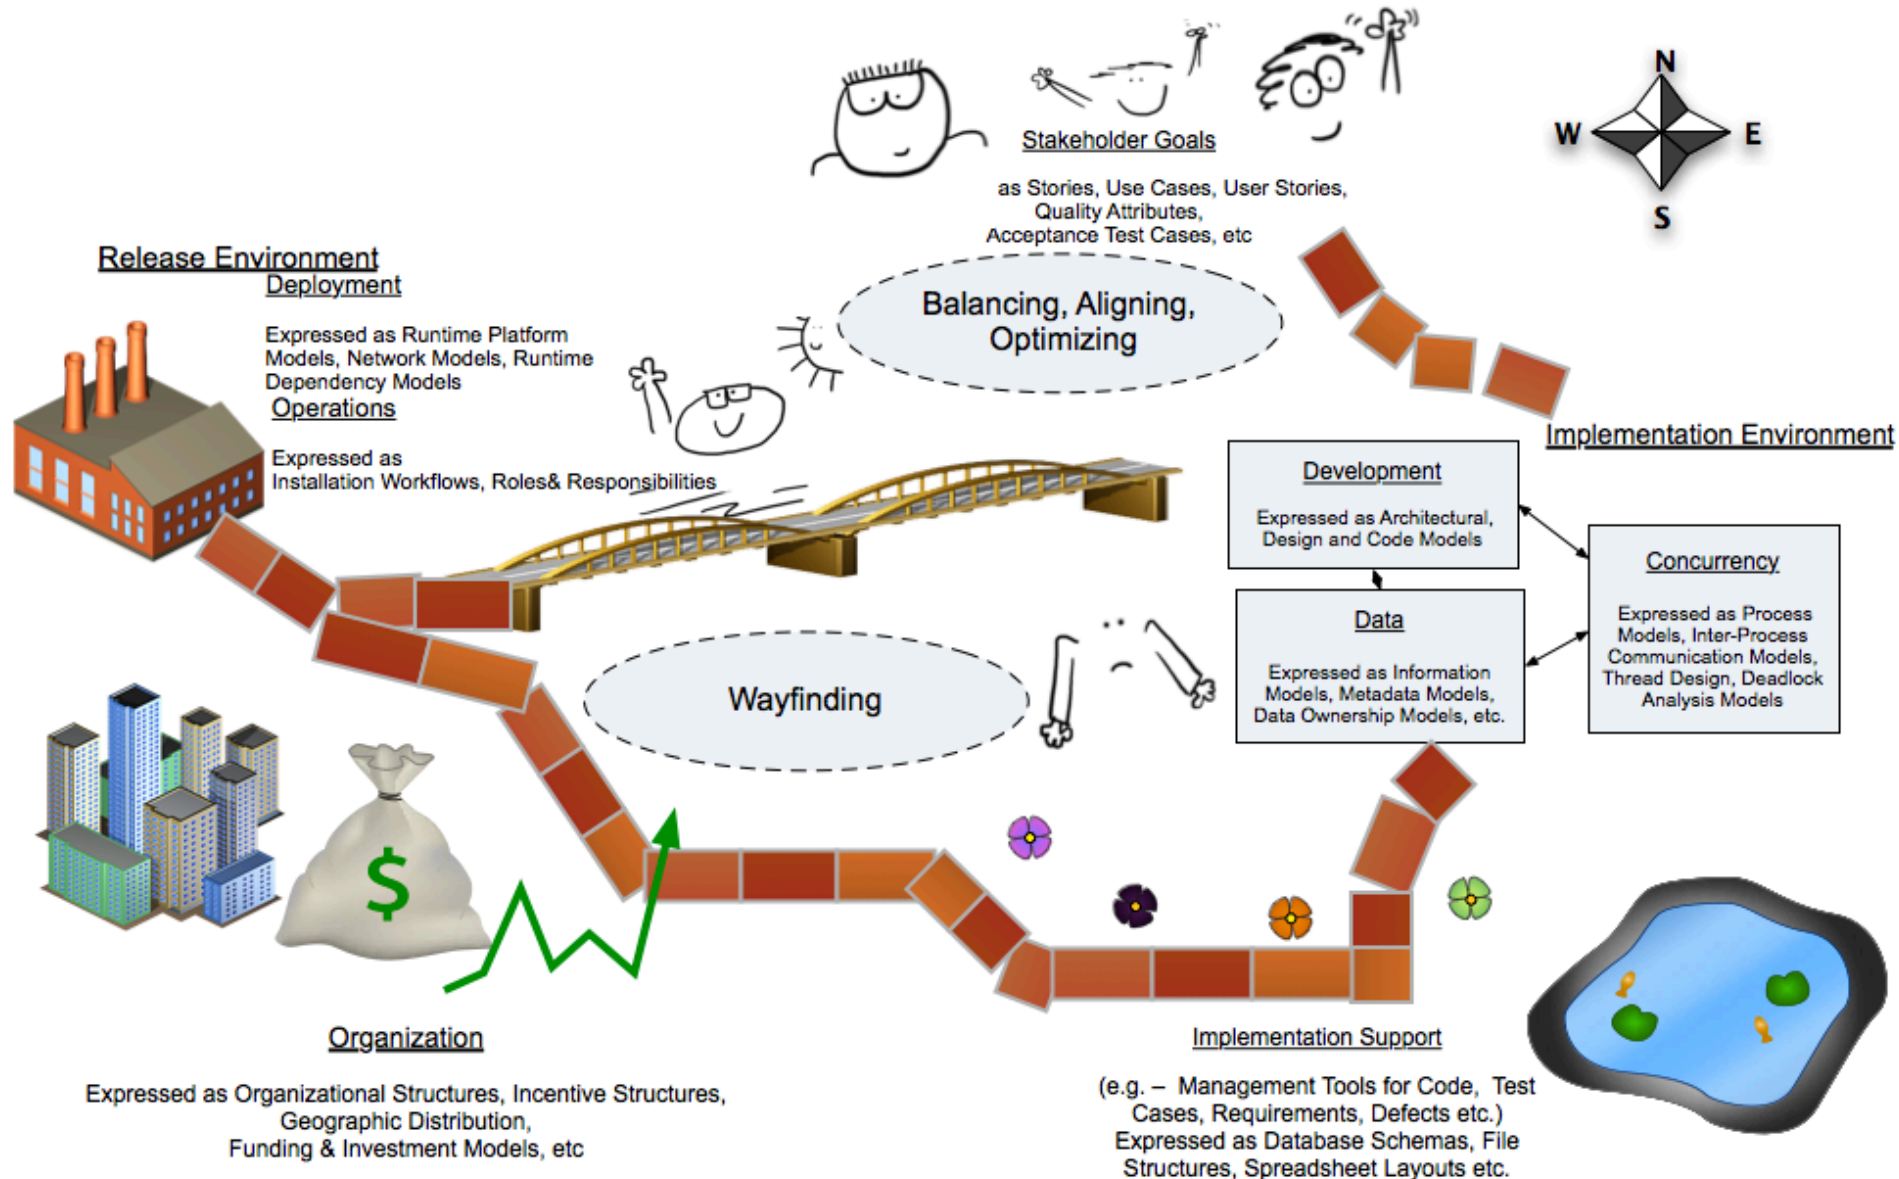 N
W
E
S
Stakeholder Goals
as Stories, Use Cases, User Stories,
Quality Attributes,
Acceptance Test Cases, etc
Balancing, Aligning,
Optimizing
Release Environment
Deployment
Expressed as Runtime Platform
Models, Network Models, Runtime
Dependency Models
Operations
Expressed as
Installation Workflows, Roles& Responsibilities
Implementation Environment
Development
Expressed as Architectural,
Design and Code Models
Concurrency
Expressed as Process
Models, Inter-Process
Communication Models,
Thread Design, Deadlock
Analysis Models
Data
Expressed as Information
Models, Metadata Models,
Data Ownership Models, etc.
Wayfinding
$
Organization
Expressed as Organizational Structures, Incentive Structures,
Geographic Distribution,
Funding & Investment Models, etc
Implementation Support
(e.g. – Management Tools for Code, Test
Cases, Requirements, Defects etc.)
Expressed as Database Schemas, File
Structures, Spreadsheet Layouts etc.